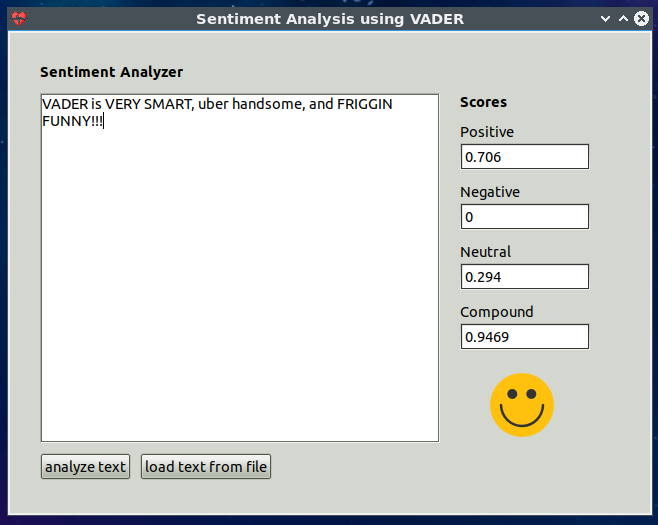 Sentiment Analysis using VADER
Sentiment Analyzer
VADER is VERY SMART, uber handsome, and FRIGGIN
FUNNY!!!
Scores
Positive
0.706
Negative
0
Neutral
0.294
Compound
0.9469
analyze text
load text from file